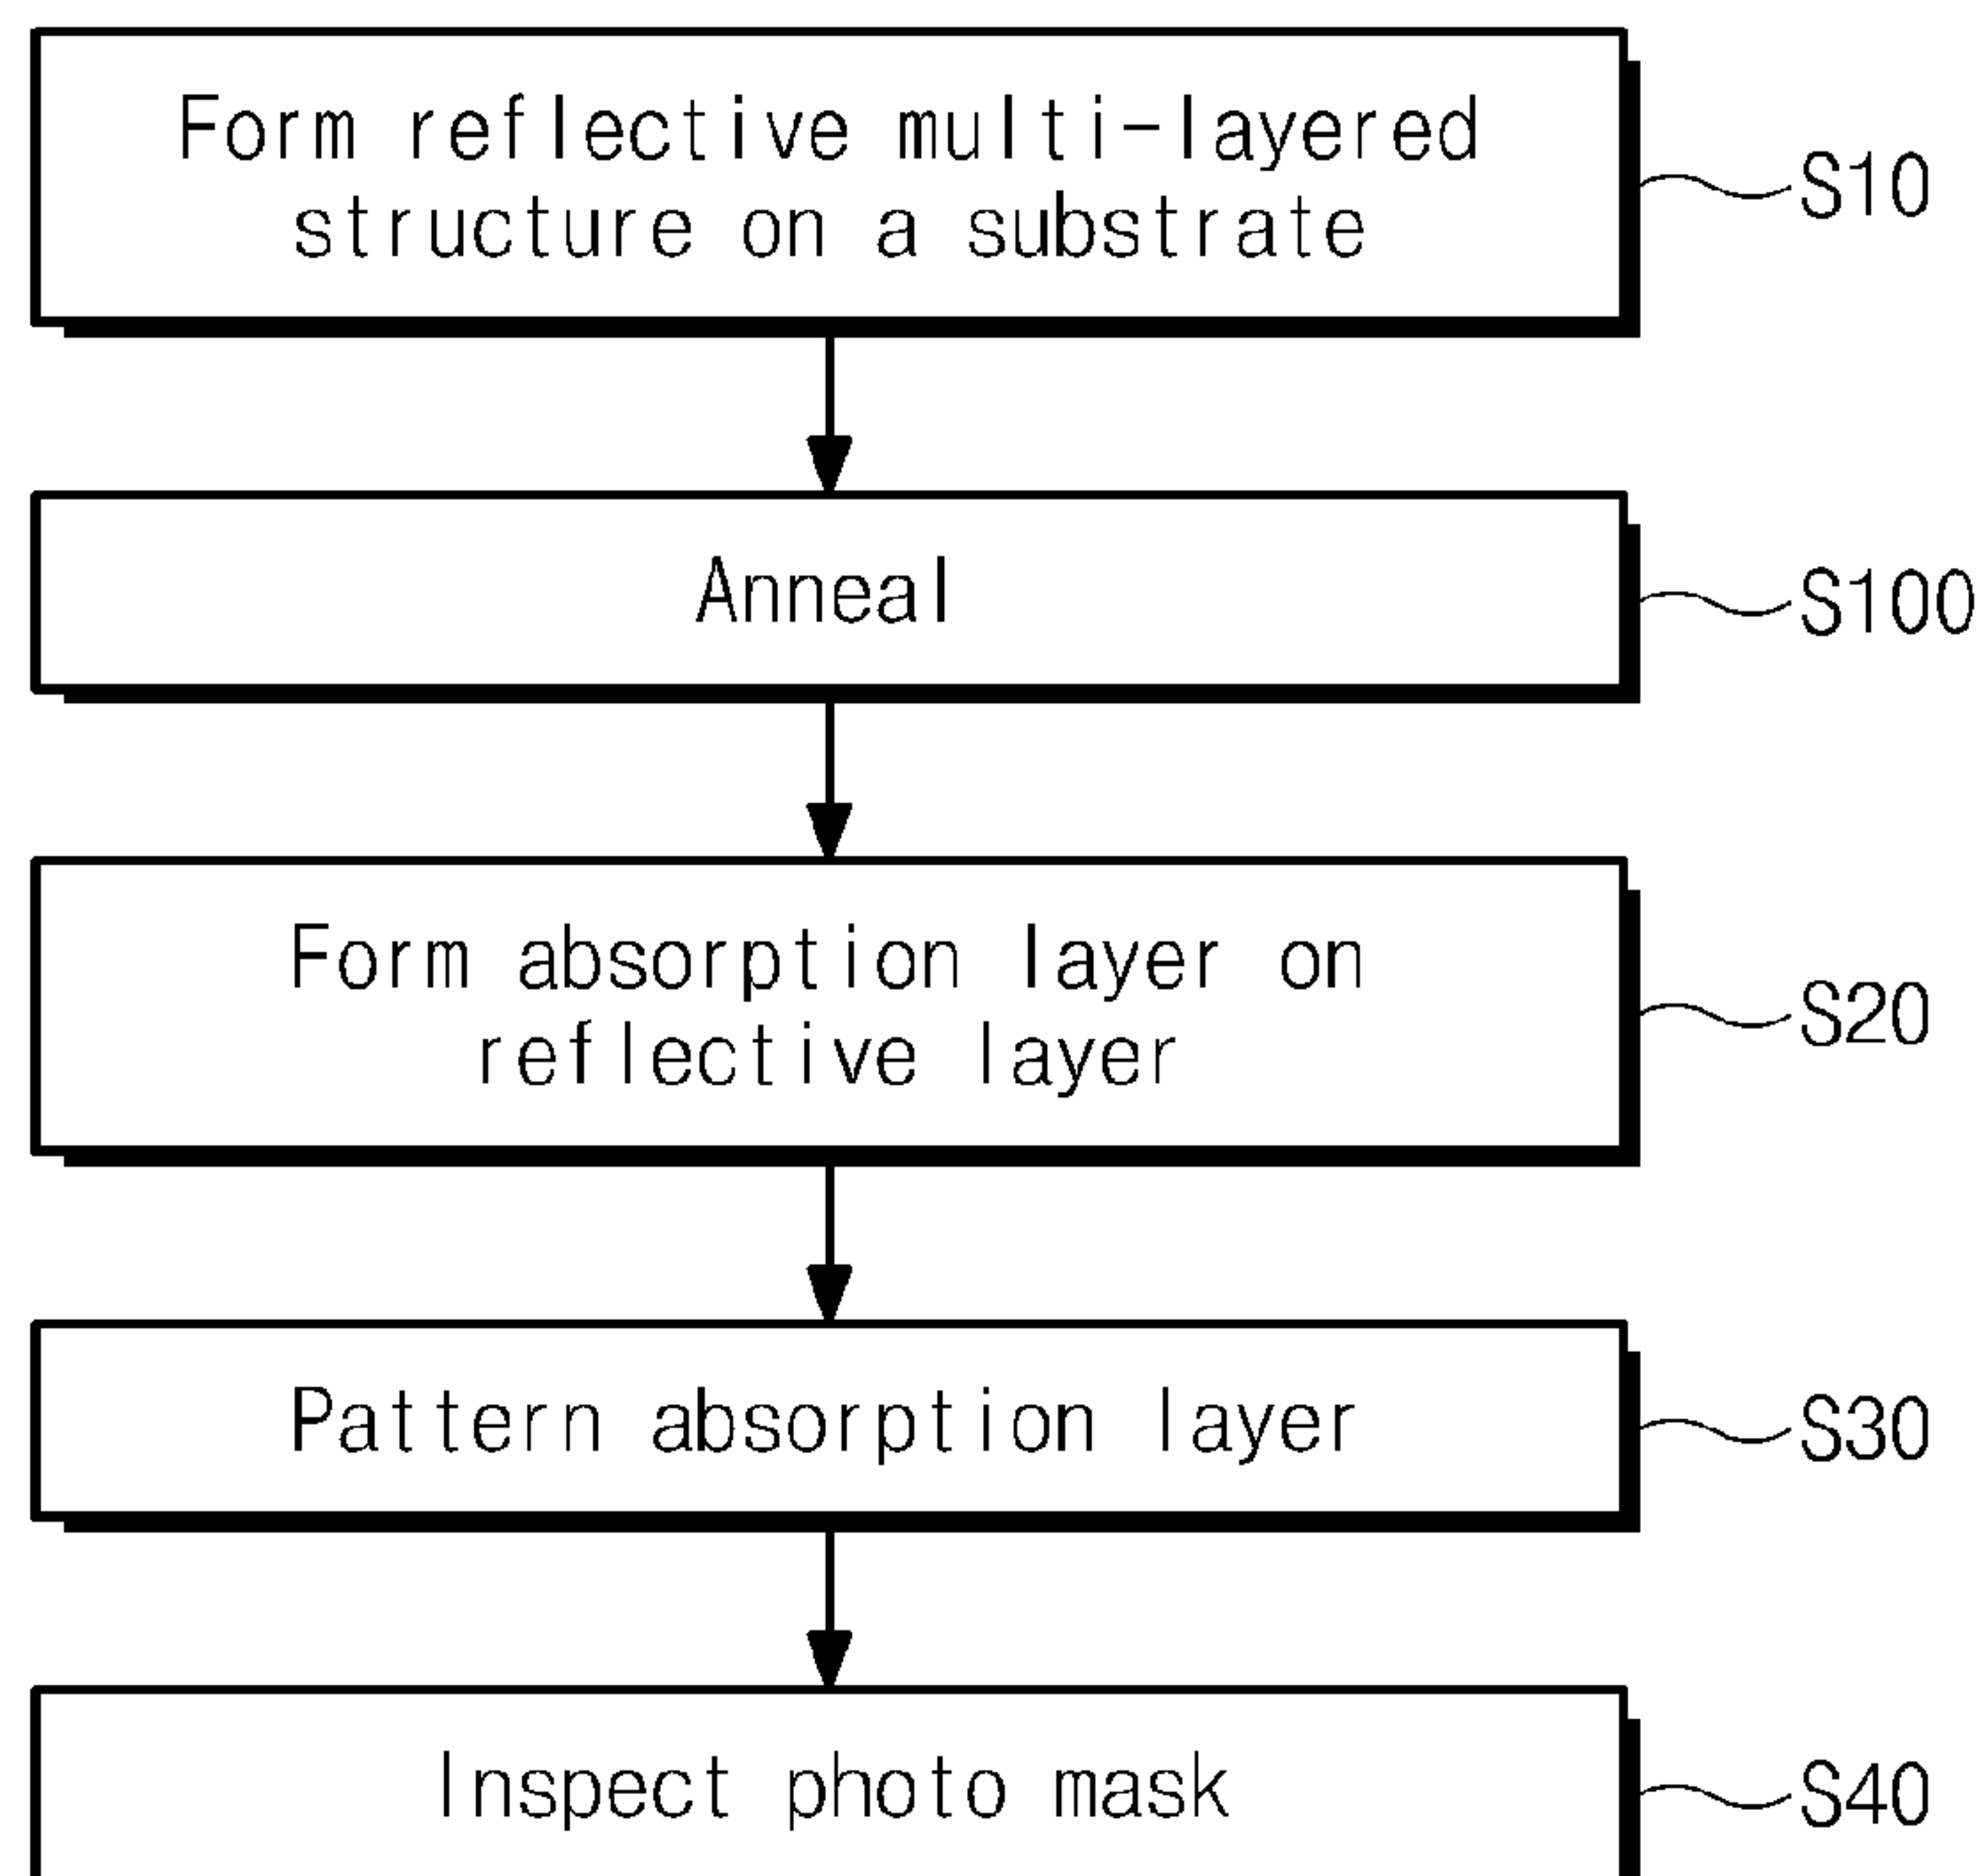 Form reflective multi-layered
structure on a substrate
S10
Anneal
S100
Form absorption layer on
reflective layer
S20
Pattern absorption layer
S30
Inspect photo mask
S40